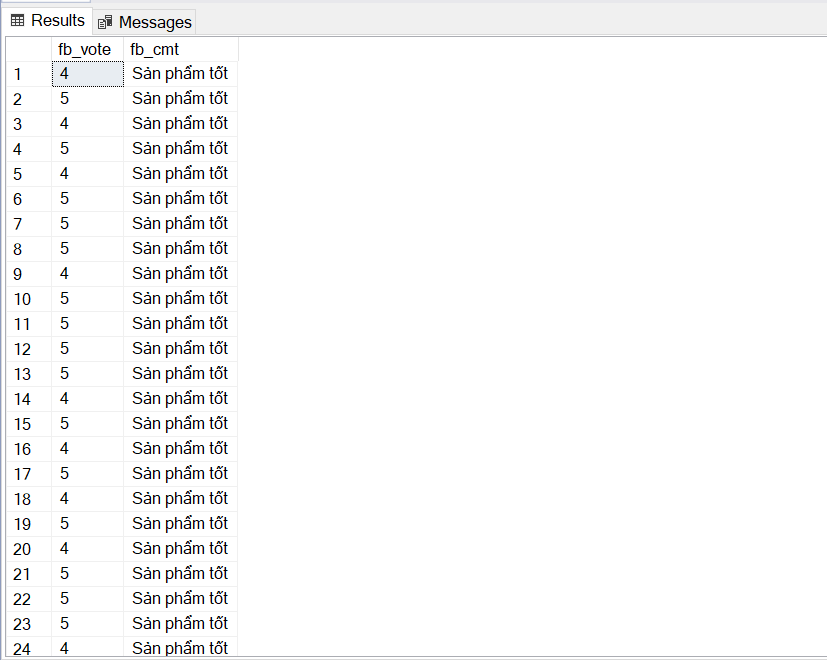 Results Messages
fb_vote fb_cmt
1 4 Sản phẩm tốt
2 5 Sản phẩm tốt
3 4 Sản phẩm tốt
4 5 Sản phẩm tốt
5 4 Sản phẩm tốt
6 5 Sản phẩm tốt
7 5 Sản phẩm tốt
8 5 Sản phẩm tốt
9 4 Sản phẩm tốt
10 5 Sản phẩm tốt
11 5 Sản phẩm tốt
12 5 Sản phẩm tốt
13 5 Sản phẩm tốt
14 4 Sản phẩm tốt
15 5 Sản phẩm tốt
16 4 Sản phẩm tốt
17 5 Sản phẩm tốt
18 4 Sản phẩm tốt
19 5 Sản phẩm tốt
20 4 Sản phẩm tốt
21 5 Sản phẩm tốt
22 5 Sản phẩm tốt
23 5 Sản phẩm tốt
24 4 Sản phẩm tốt